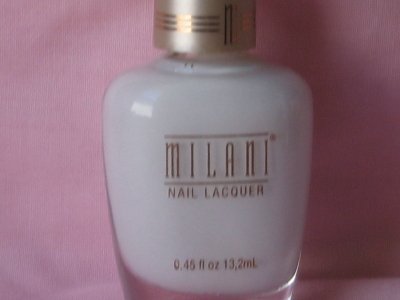 MILANI®
NAIL LACQUER
0.45 fl oz 13,2mL